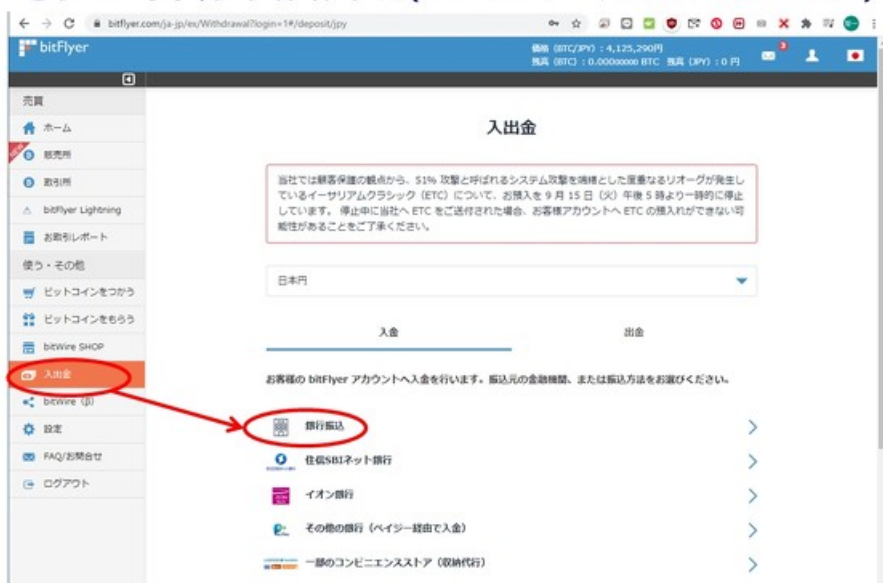 bitflyer.com/ja-jp/ex/Withdrawal?login=1#/deposit/jpy
bitFlyer
価格 (BTC/JPY) : 4,125,290円
残高 (BTC) : 0.00000000 BTC 残高 (JPY) : 0 円
3
売買
ホーム
販売所
取引所
bitFlyer Lightning
お取引レポート
使う・その他
ビットコインをつかう
ビットコインをもらう
bitWire SHOP
入出金
bitWire (β)
設定
FAQ/お問合せ
ログアウト
入出金
当社では顧客保護の観点から、51% 攻撃と呼ばれるシステム攻撃を端緒とした度重なるリオーグが発生し
ているイーサリアムクラシック (ETC) について、お預入を 9 月 15 日 (火) 午後 5 時より一時的に停止
しています。 停止中に当社へ ETC をご送付された場合、お客様アカウントへ ETC の預入れができない可
能性があることをご了承ください。
日本円
入金
出金
お客様の bitFlyer アカウントへ入金を行います。振込元の金融機関、または振込方法をお選びください。
銀行振込
住信SBIネット銀行
イオン銀行
その他の銀行 (ペイジー経由で入金)
一部のコンビニエンスストア (収納代行)